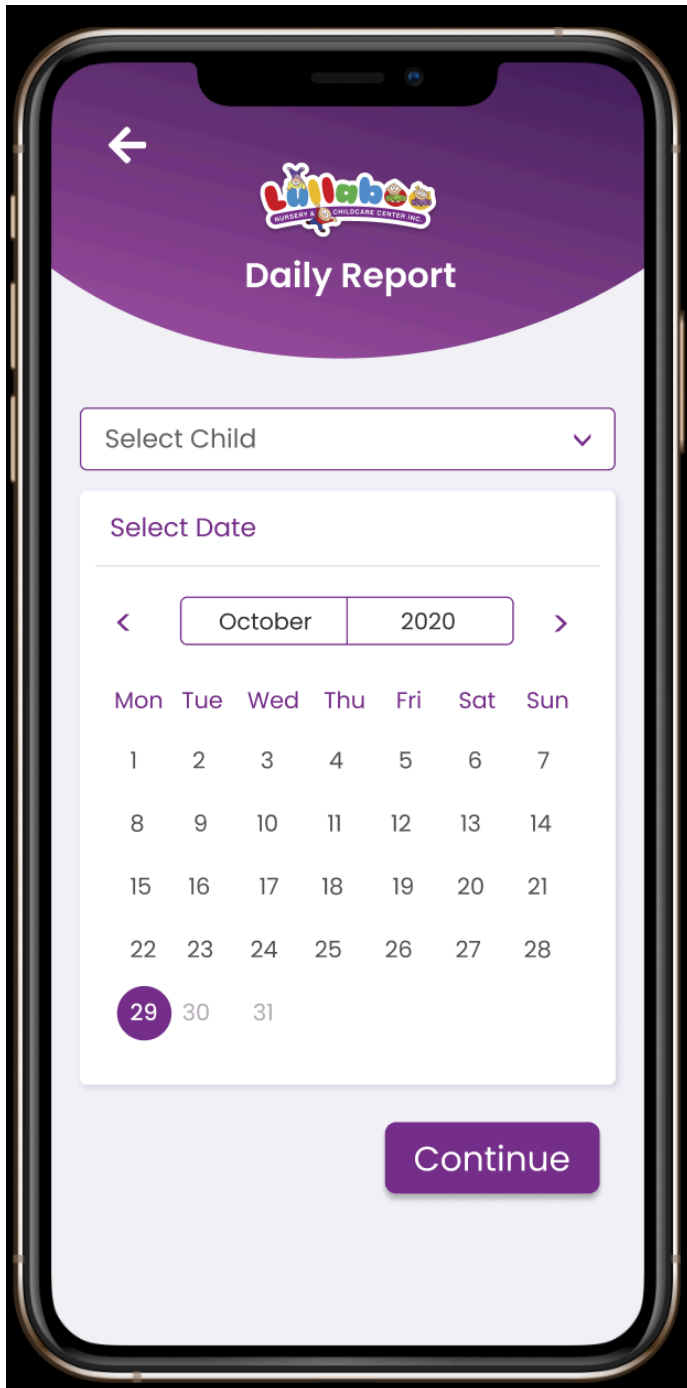 Lullaboo
NURSERY & CHILDCARE CENTER INC.
Daily Report
Select Child
Select Date
October 2020
Mon Tue Wed Thu Fri Sat Sun
1 2 3 4 5 6 7
8 9 10 11 12 13 14
15 16 17 18 19 20 21
22 23 24 25 26 27 28
29 30 31
Continue